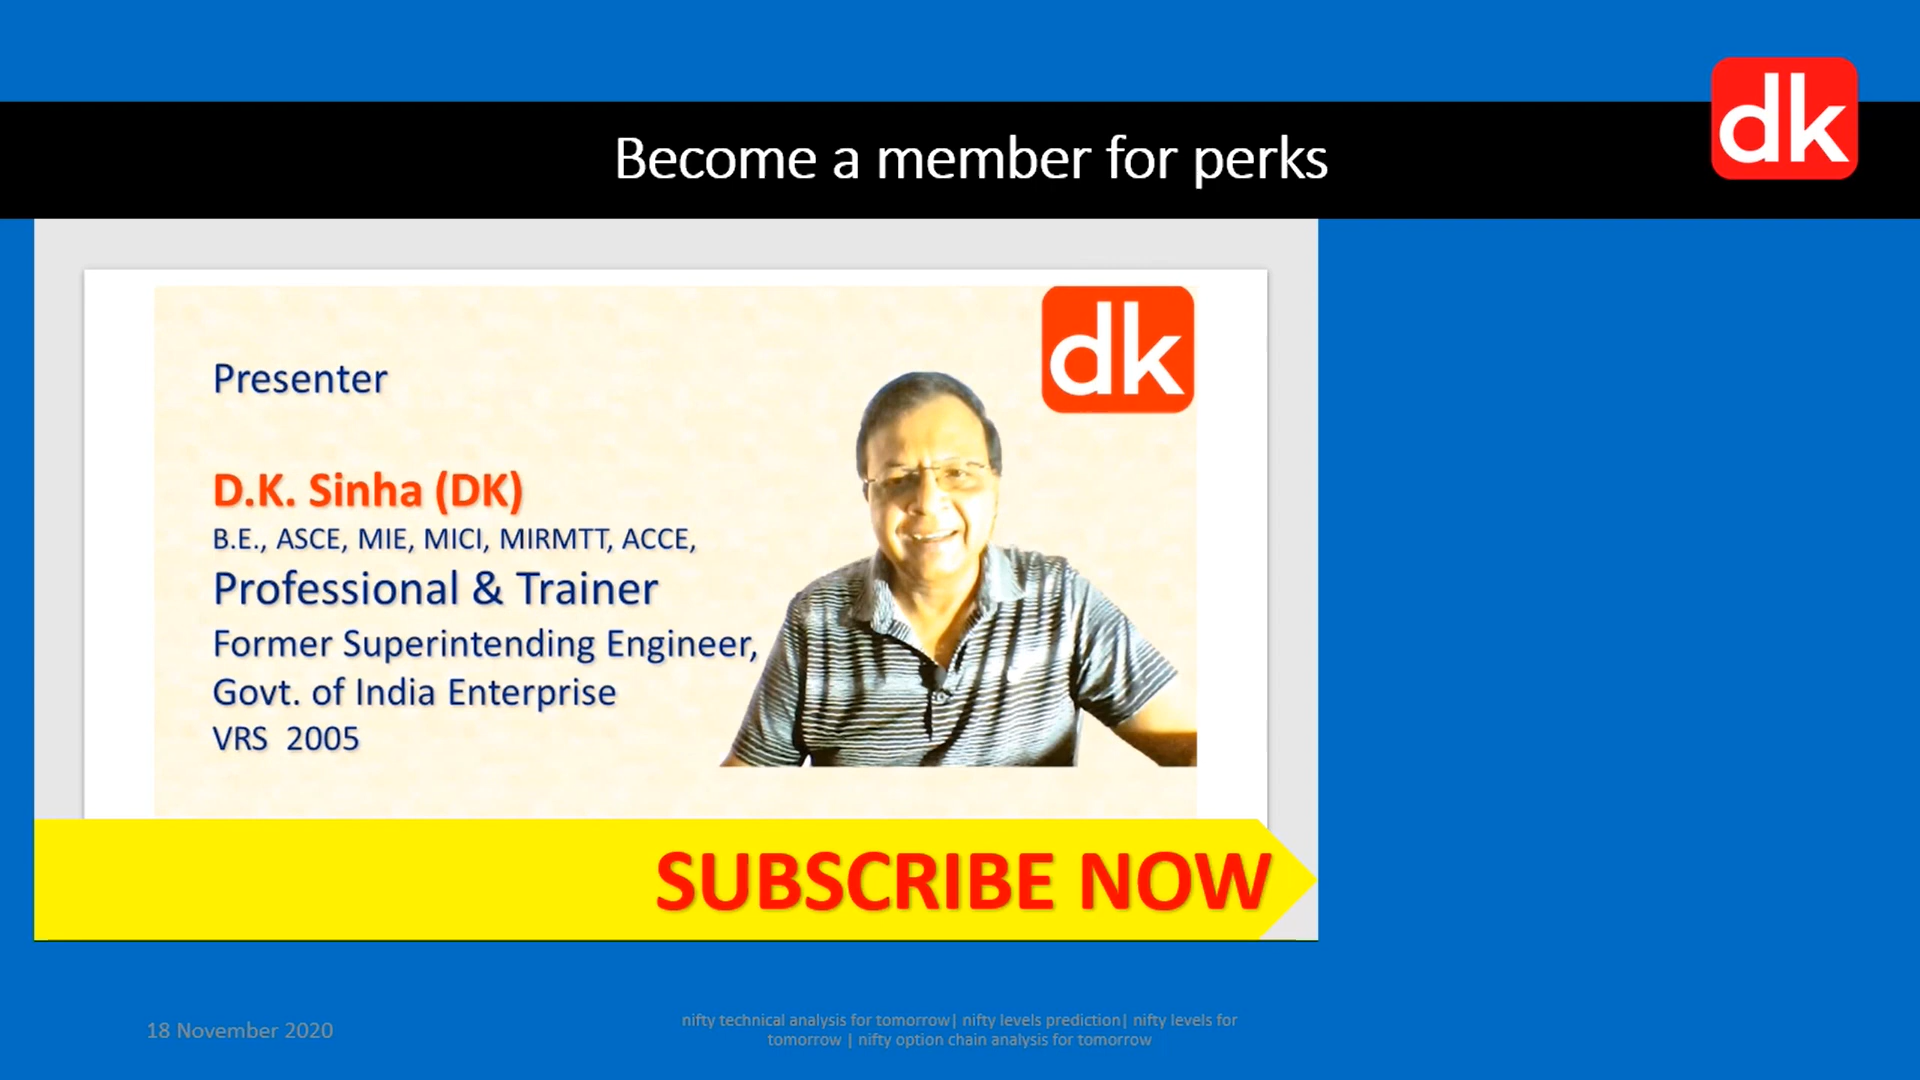 dk
Become a member for perks
dk
Presenter
D.K. Sinha (DK)
B.E., ASCE, MIE, MICI, MIRMTT, ACCE,
Professional & Trainer
Former Superintending Engineer,
Govt. of India Enterprise
VRS 2005
SUBSCRIBE NOW
18 November 2020
nifty technical analysis for tomorrow| nifty levels prediction| nifty levels for
tomorrow | nifty option chain analysis for tomorrow